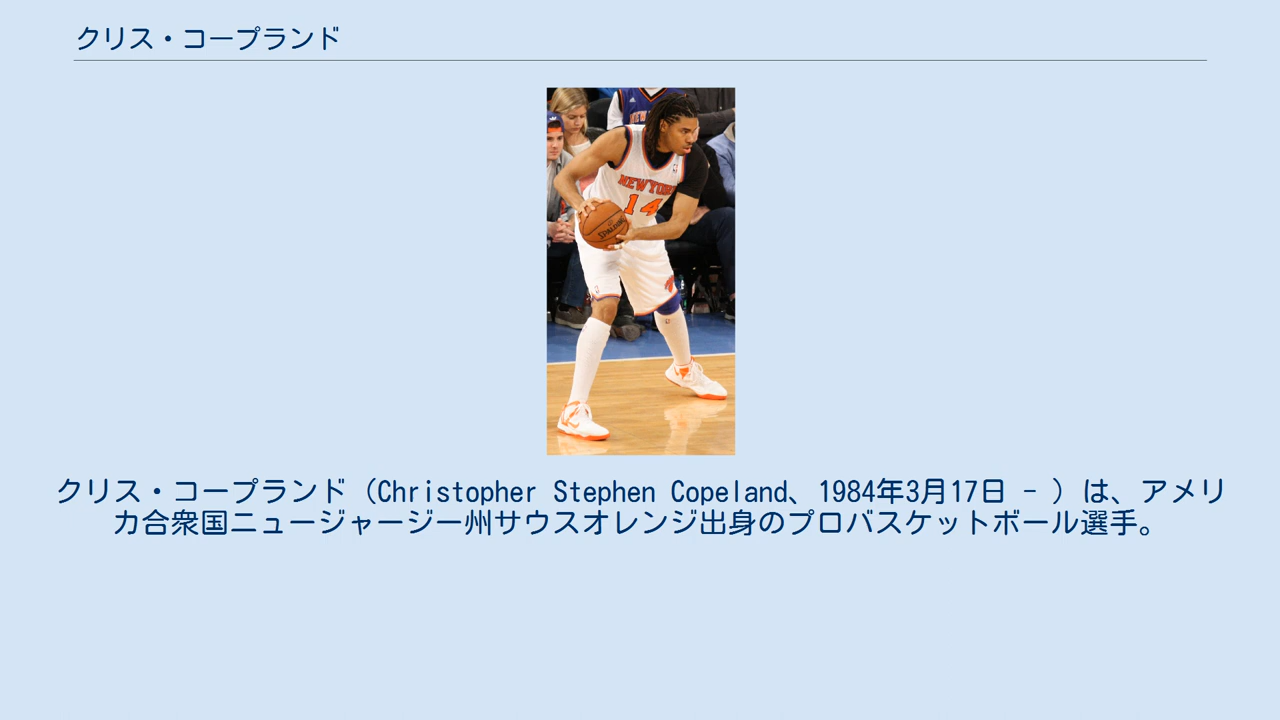 クリス・コープランド
NEW YORK
14
SPALDING
クリス・コープランド（Christopher Stephen Copeland、1984年3月17日 - ）は、アメリ
カ合衆国ニュージャージー州サウスオレンジ出身のプロバスケットボール選手。